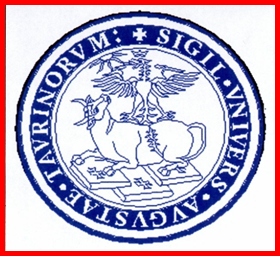 ✠ SIGIL · VNIVERS · AVGVSTAE · TAVRINORVM: